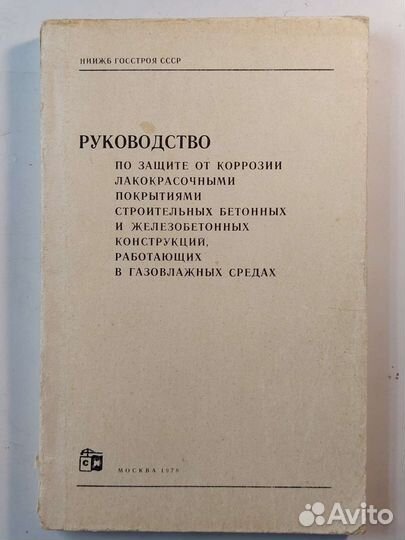 НИИЖБ ГОССТРОЯ СССР
РУКОВОДСТВО
ПО ЗАЩИТЕ ОТ КОРРОЗИИ
ЛАКОКРАСОЧНЫМИ
ПОКРЫТИЯМИ
СТРОИТЕЛЬНЫХ БЕТОННЫХ
И ЖЕЛЕЗОБЕТОННЫХ
КОНСТРУКЦИЙ,
РАБОТАЮЩИХ
В ГАЗОВЛАЖНЫХ СРЕДАХ
С И
МОСКВА 1978
Avito